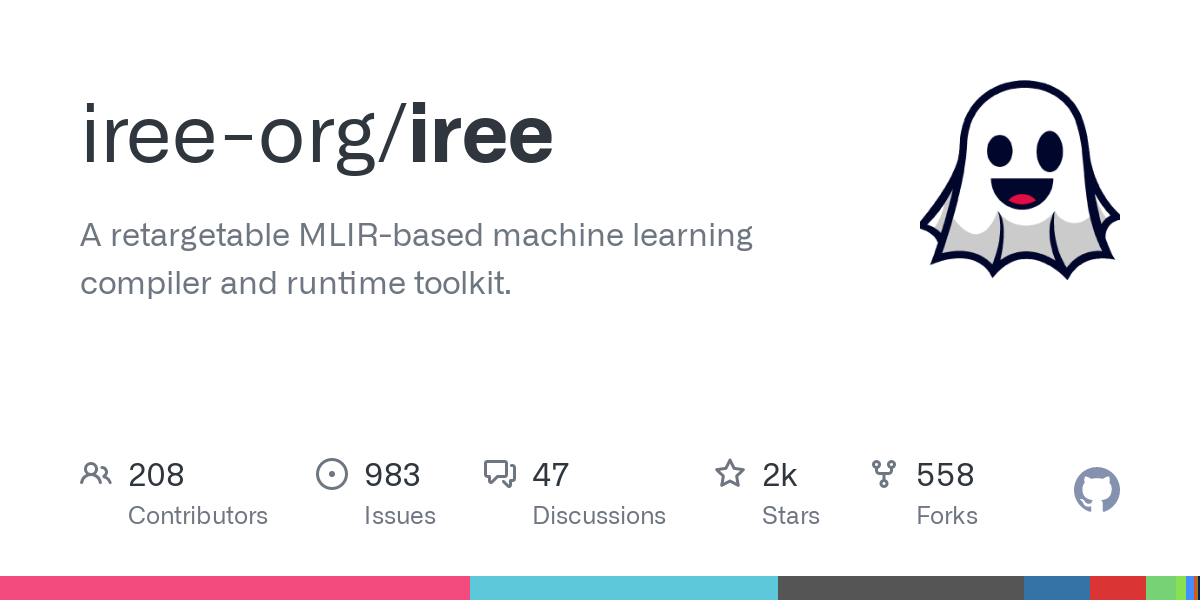 iree-org/iree
A retargetable MLIR-based machine learning
compiler and runtime toolkit.
208 983 47 2k 558
Contributors Issues Discussions Stars Forks